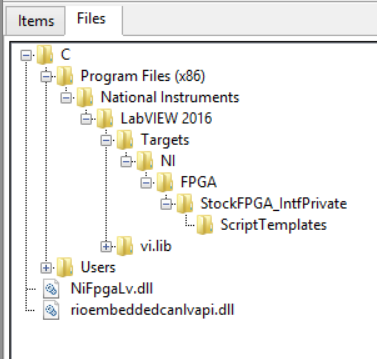 Items
Files
C
Program Files (x86)
National Instruments
LabVIEW 2016
Targets
NI
FPGA
StockFPGA_IntfPrivate
ScriptTemplates
vi.lib
Users
NiFpgaLv.dll
rioembeddedcanlvapi.dll